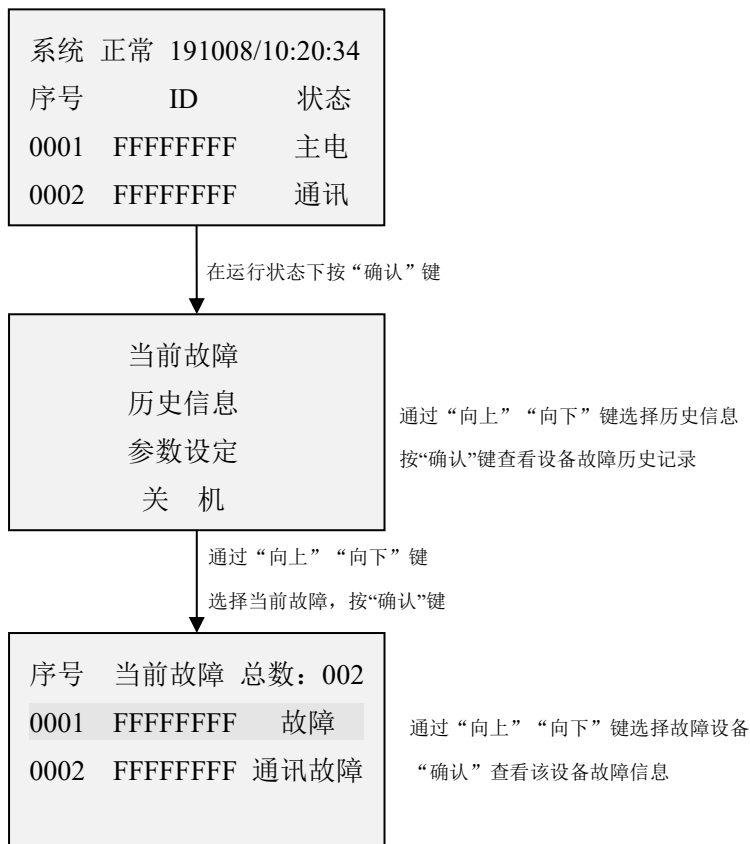 系统 正常 191008/10:20:34
序号 ID 状态
0001 FFFFFFFF 主电
0002 FFFFFFFF 通讯
在运行状态下按“确认”键
当前故障
历史信息
参数设定
关 机
通过“向上”“向下”键选择历史信息
按“确认”键查看设备故障历史记录
通过“向上”“向下”键
选择当前故障，按“确认”键
序号 当前故障 总数：002
0001 FFFFFFFF 故障
0002 FFFFFFFF 通讯故障
通过“向上”“向下”键选择故障设备
“确认”查看该设备故障信息